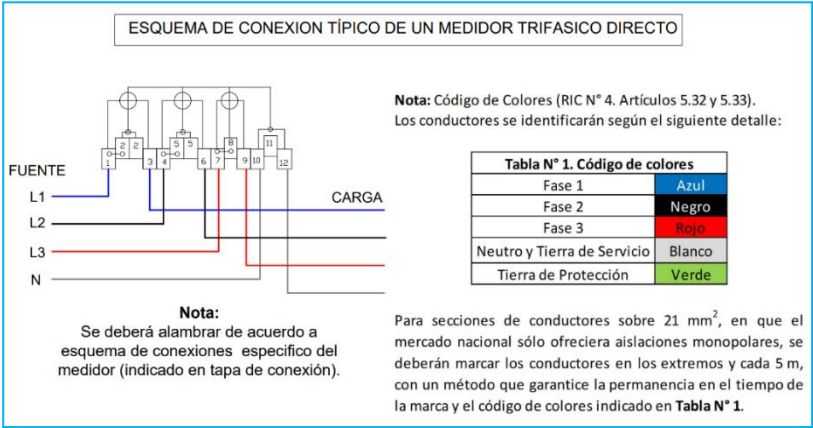 ESQUEMA DE CONEXION TÍPICO DE UN MEDIDOR TRIFASICO DIRECTO
2 2 5 5 8 11
1 3 4 6 7 9 10 12
FUENTE
L1
CARGA
L2
L3
N
Nota:
Se deberá alambrar de acuerdo a
esquema de conexiones especifico del
medidor (indicado en tapa de conexión).
Nota: Código de Colores (RIC N° 4. Artículos 5.32 y 5.33).
Los conductores se identificarán según el siguiente detalle:
Tabla N° 1. Código de colores
Fase 1 Azul
Fase 2 Negro
Fase 3 Rojo
Neutro y Tierra de Servicio Blanco
Tierra de Protección Verde
Para secciones de conductores sobre 21 mm², en que el
mercado nacional sólo ofreciera aislaciones monopolares, se
deberán marcar los conductores en los extremos y cada 5 m,
con un método que garantice la permanencia en el tiempo de
la marca y el código de colores indicado en Tabla N° 1.